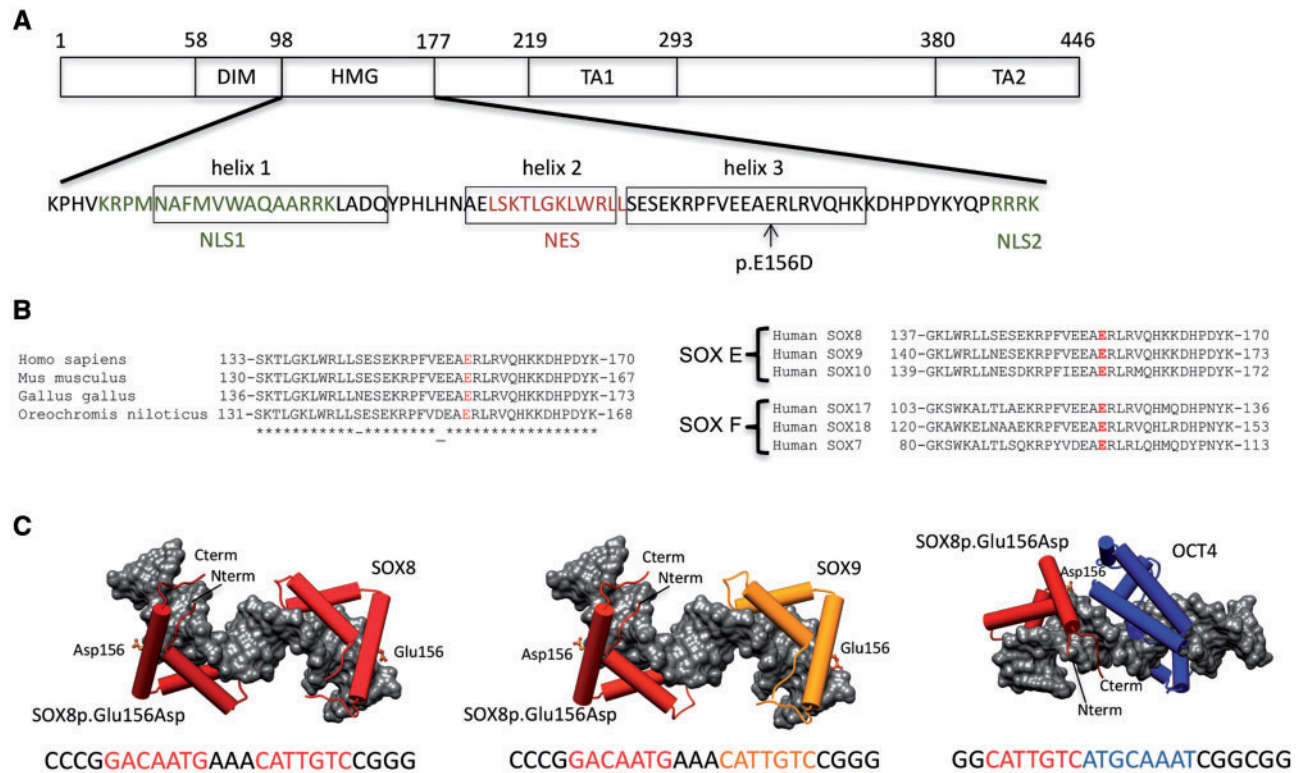 A
1 58 98 177 219 293 380 446
DIM HMG TA1 TA2
helix 1 helix 2 helix 3
KPHVKRPMNAFMVWAQAARRKLADQYPHLHNAELSKTLGKLWRLLSESEKRPFVEEAERLRVQHKKDHPDYKYQPRRRK
NLS1 NES NLS2
p.E156D
B
Homo sapiens 133-SKTLGKLWRLLSESEKRPFVEEAERLRVQHKKDHPDYK-170
Mus musculus 130-SKTLGKLWRLLSESEKRPFVEEAERLRVQHKKDHPDYK-167
Gallus gallus 136-SKTLGKLWRLLNESEKRPFVEEAERLRVQHKKDHPDYK-173
Oreochromis niloticus 131-SKTLGKLWRLLSESEKRPFVDEAERLRVQHKKDHPDYK-168
***********_********_*****************
SOX E
Human SOX8 137-GKLWRLLSESEKRPFVEEAERLRVQHKKDHPDYK-170
Human SOX9 140-GKLWRLLNESEKRPFVEEAERLRVQHKKDHPDYK-173
Human SOX10 139-GKLWRLLNESDKRPFIEEAERLRMQHKKDHPDYK-172
SOX F
Human SOX17 103-GKSWKALTLAEKRPFVEEAERLRVQHMQDHPNYK-136
Human SOX18 120-GKAWKELNAAEKRPFVEEAERLRVQHLRDHPNYK-153
Human SOX7 80-GKSWKALTLSQKRPYVDEAERLRLQHMQDYPNYK-113
C
Cterm
Nterm
SOX8
Asp156
Glu156
SOX8p.Glu156Asp
CCCGGACAATGAAACATTGTCCGGG
Cterm
Nterm
SOX9
Asp156
Glu156
SOX8p.Glu156Asp
CCCGGACAATGAAACATTGTCCGGG
SOX8p.Glu156Asp
OCT4
Asp156
Cterm
Nterm
GGCATTGTCATGCAAATCGGCGG